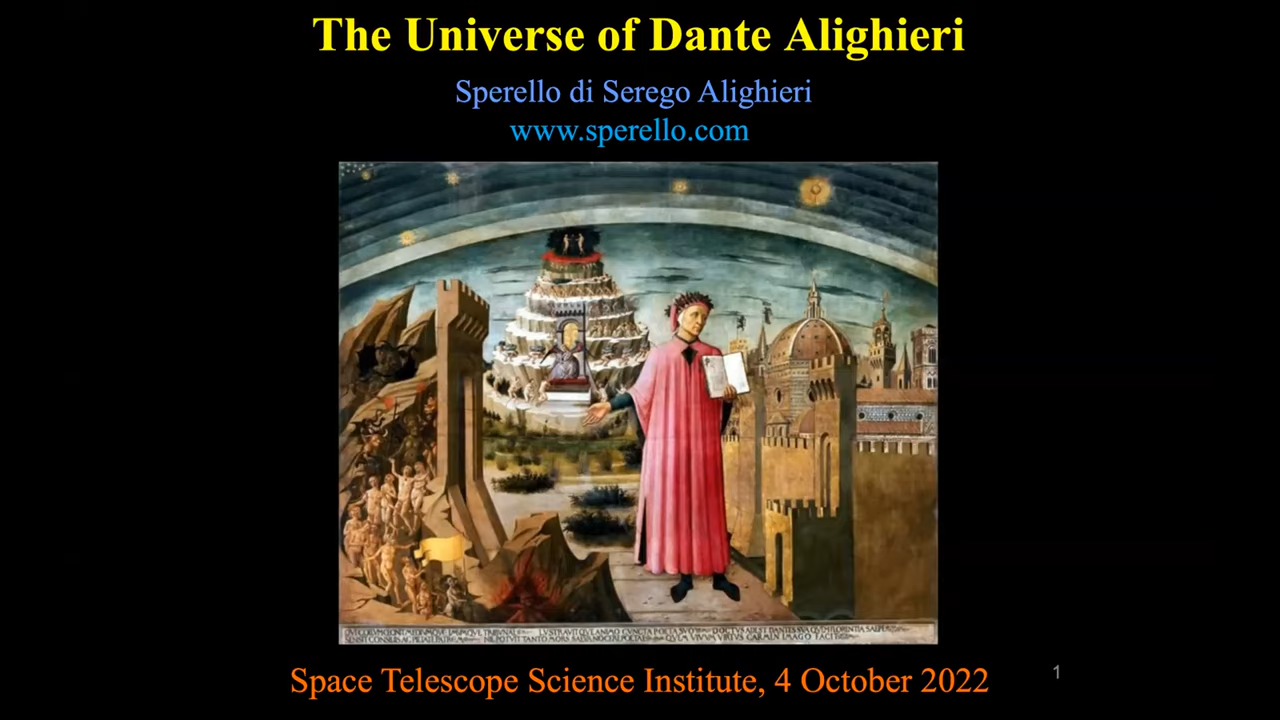 The Universe of Dante Alighieri
Sperello di Serego Alighieri
www.sperello.com
Space Telescope Science Institute, 4 October 2022
1